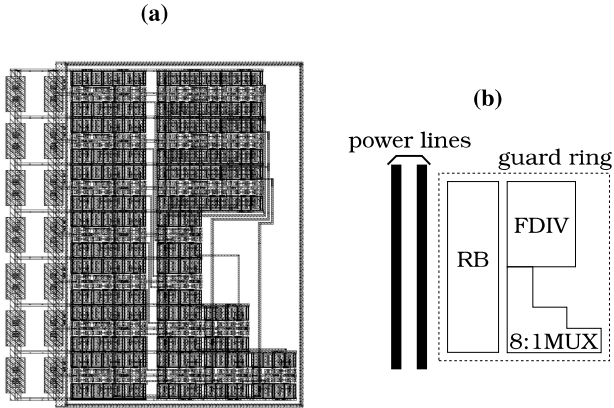 (a)
(b)
power lines
guard ring
FDIV
RB
8:1MUX